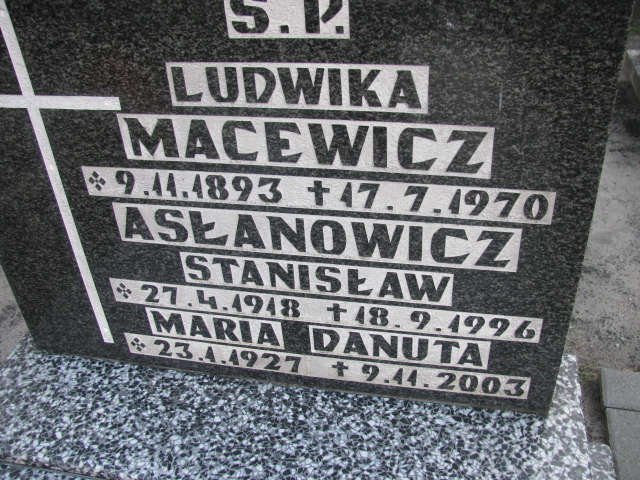 Ś.P.
LUDWIKA
MACEWICZ
9.11.1893 +17.7.1970
ASŁANOWICZ
STANISŁAW
27.4.1918 +18.9.1996
MARIA DANUTA
23.1.1927 +9.11.2003